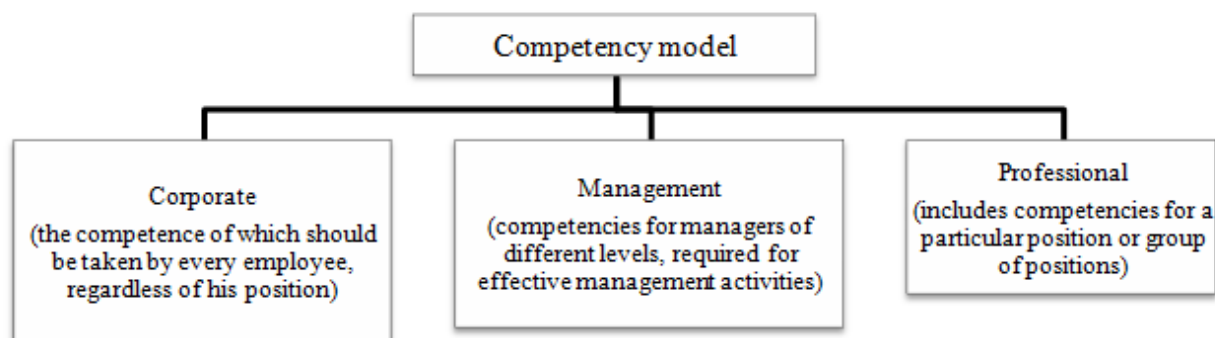 Competency model
Corporate
(the competence of which should
be taken by every employee,
regardless of his position)
Management
(competencies for managers of
different levels, required for
effective management activities)
Professional
(includes competencies for a
particular position or group
of positions)